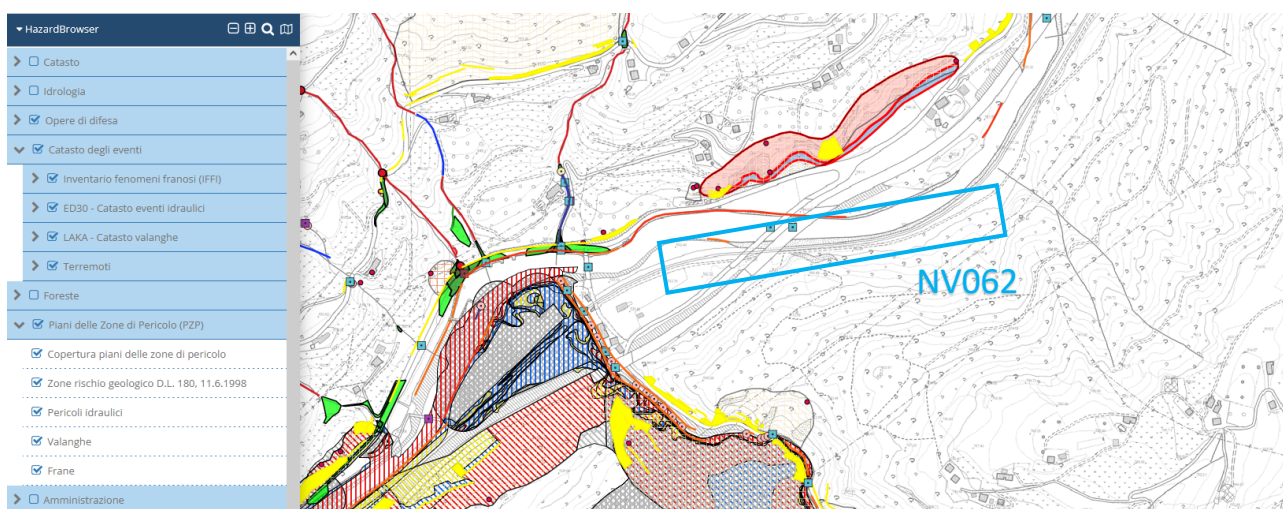 HazardBrowser
Catasto
Idrologia
Opere di difesa
Catasto degli eventi
Inventario fenomeni franosi (IFFI)
ED30 - Catasto eventi idraulici
LAKA - Catasto valanghe
Terremoti
Foreste
Piani delle Zone di Pericolo (PZP)
Copertura piani delle zone di pericolo
Zone rischio geologico D.L. 180, 11.6.1998
Pericoli idraulici
Valanghe
Frane
Amministrazione
NV062